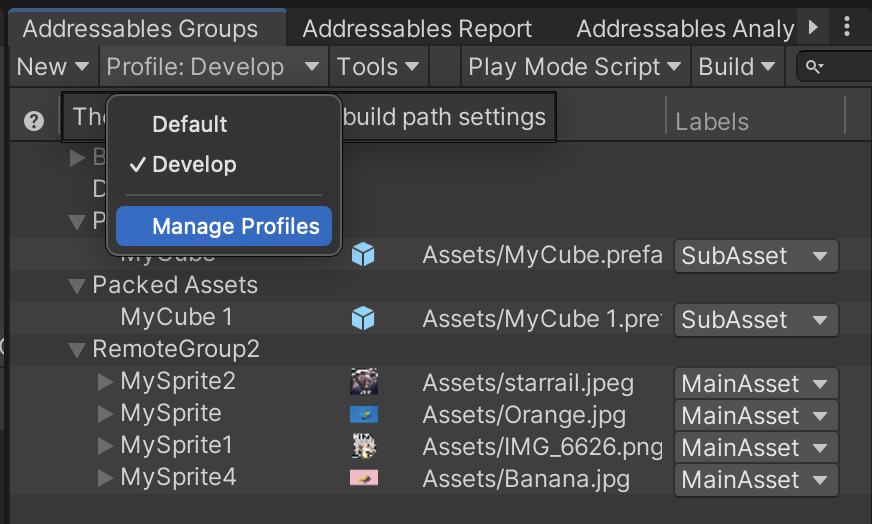 Addressables Groups Addressables Report Addressables Analy
New Profile: Develop Tools Play Mode Script Build
build path settings Labels
Default
Develop
Manage Profiles
MyCube Assets/MyCube.prefa SubAsset
Packed Assets
MyCube 1 Assets/MyCube 1.pre SubAsset
RemoteGroup2
MySprite2 Assets/starrail.jpeg MainAsset
MySprite Assets/Orange.jpg MainAsset
MySprite1 Assets/IMG_6626.png MainAsset
MySprite4 Assets/Banana.jpg MainAsset